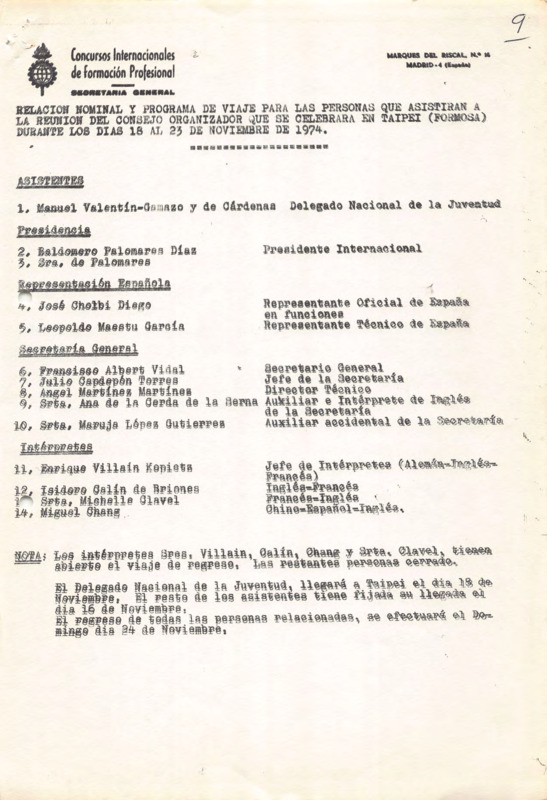 9
Concursos Internacionales
de Formación Profesional
SECRETARIA GENERAL
MARQUES DEL RISCAL, N.º 16
MADRID-4 (España)
RELACION NOMINAL Y PROGRAMA DE VIAJE PARA LAS PERSONAS QUE ASISTIRAN A
LA REUNION DEL CONSEJO ORGANIZADOR QUE SE CELEBRARA EN TAIPEI (FORMOSA)
DURANTE LOS DIAS 18 AL 23 DE NOVIEMBRE DE 1974.
=====================
ASISTENTES
1. Manuel Valentín-Gamazo y de Cárdenas Delegado Nacional de la Juventud
Presidencia
2. Baldomero Palomares Díaz Presidente Internacional
3. Sra. de Palomares
Representación Española
4. José Cholbi Diego Representante Oficial de España
en funciones
5. Leopoldo Maestu García Representante Técnico de España
Secretaría General
6. Francisco Albert Vidal Secretario General
7. Julio Capdepón Torres Jefe de la Secretaría
8. Angel Martínez Martínez Director Técnico
9. Srta. Ana de la Cerda de la Serna Auxiliar e Intérprete de Inglés
de la Secretaría
10. Srta. Maruja López Gutierrez Auxiliar accidental de la Secretaría
Intérpretes
11. Enrique Villain Kopietz Jefe de Intérpretes (Alemán-Inglés-
Francés)
12. Isidoro Galín de Briones Inglés-Francés
Srta. Michelle Clavel Francés-Inglés
14. Miguel Chang Chino-Español-Inglés.
NOTA: Los intérpretes Sres. Villain, Galín, Chang y Srta. Clavel, tienen
abierto el viaje de regreso. Las restantes personas cerrado.
El Delegado Nacional de la Juventud, llegará a Taipei el día de
Noviembre. El resto de los asistentes tiene fijada su llegada el
día 16 de Noviembre.
El regreso de todas las personas relacionadas, se efectuará el Do-
mingo día 24 de Noviembre.